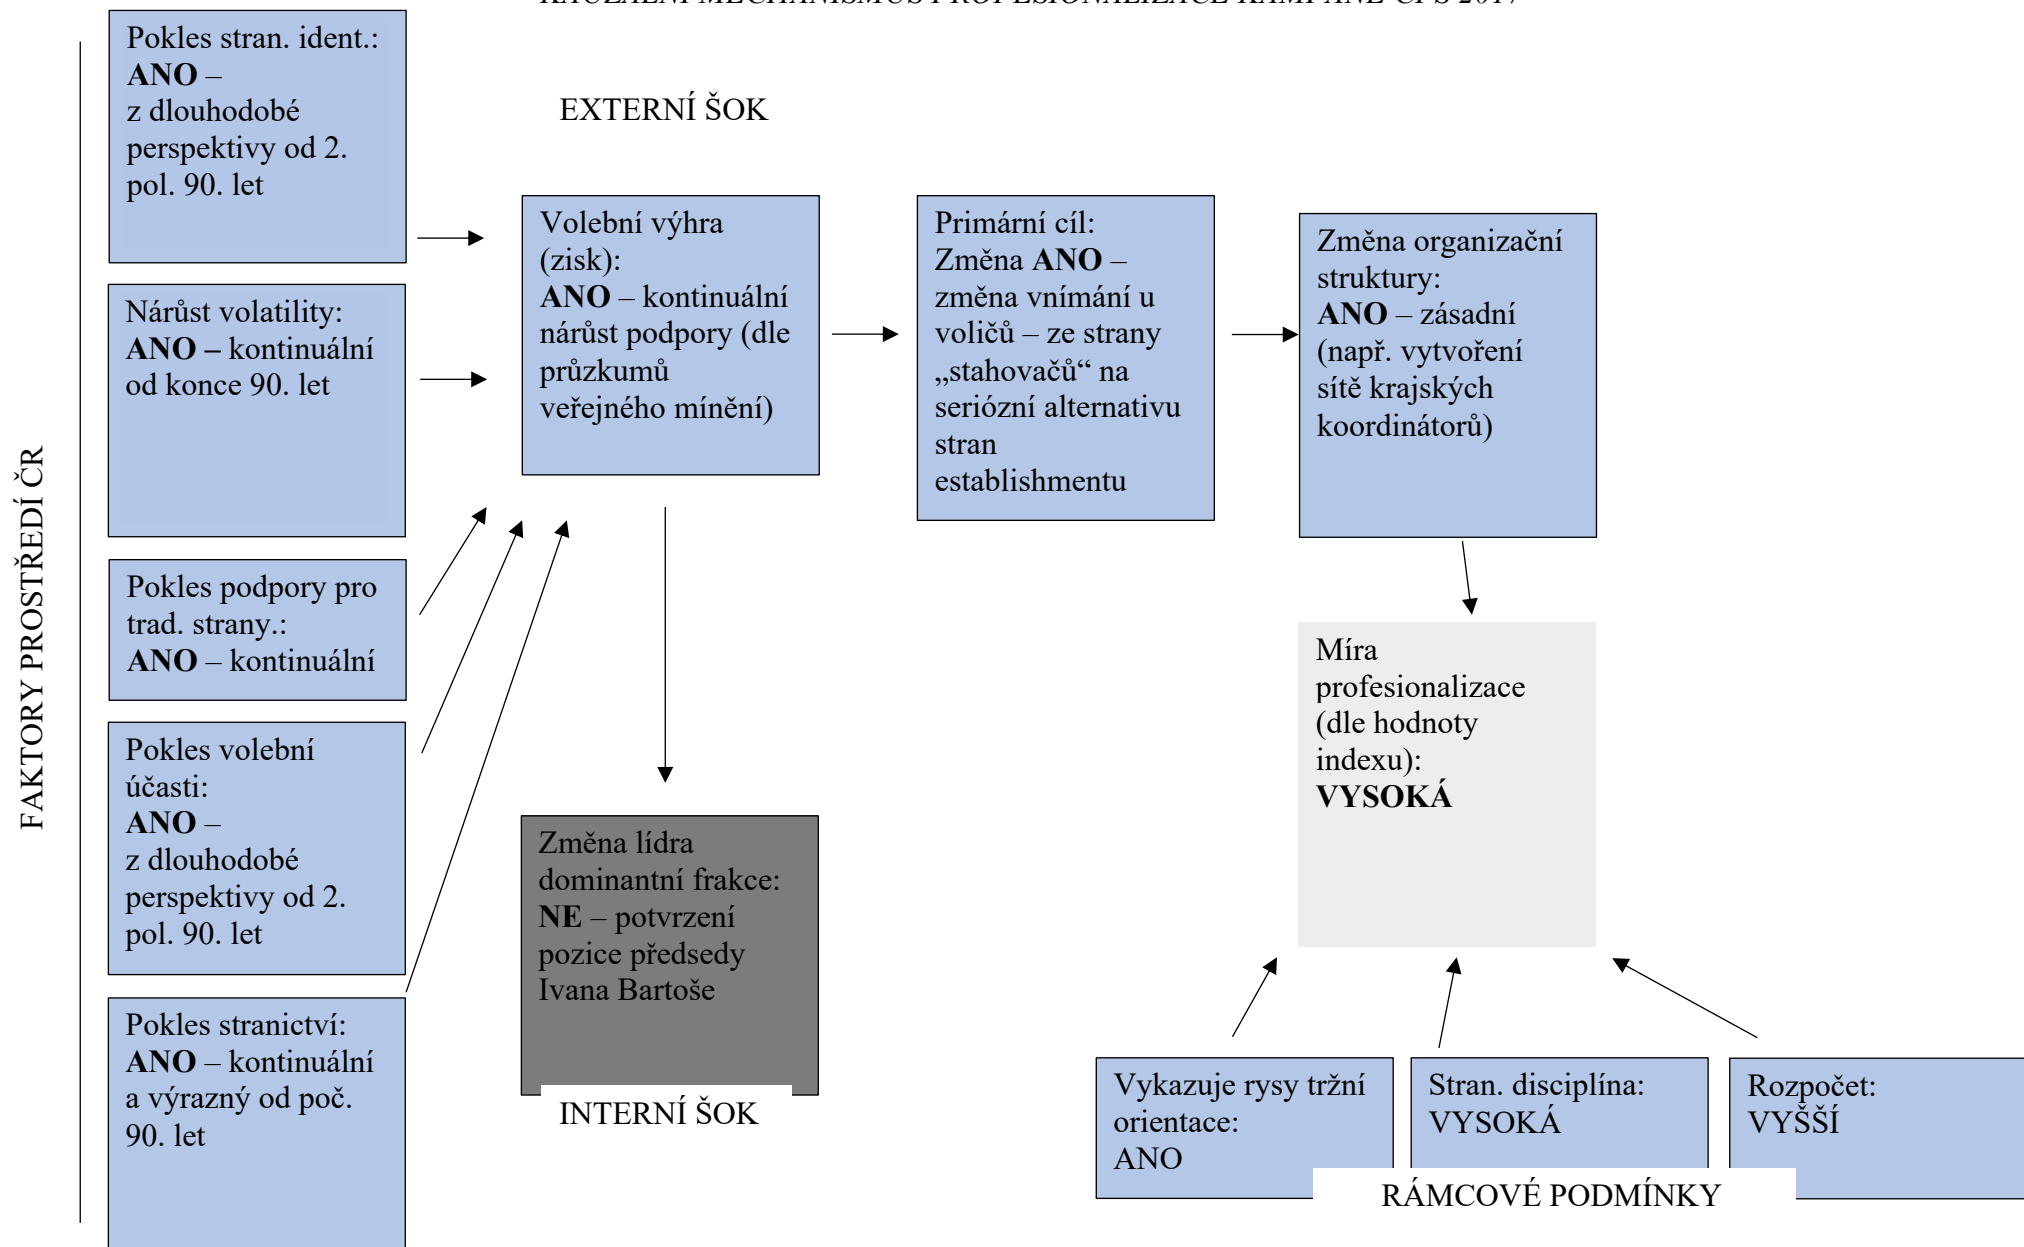 KAUZÁLNÍ MECHANISMUS PROFESIONALIZACE KAMPANĚ ČPS 2017
FAKTORY PROSTŘEDÍ ČR
Pokles stran. ident.:
ANO –
z dlouhodobé
perspektivy od 2.
pol. 90. let
Nárůst volatility:
ANO – kontinuální
od konce 90. let
Pokles podpory pro
trad. strany.:
ANO – kontinuální
Pokles volební
účasti:
ANO –
z dlouhodobé
perspektivy od 2.
pol. 90. let
Pokles stranictví:
ANO – kontinuální
a výrazný od poč.
90. let
EXTERNÍ ŠOK
Volební výhra
(zisk):
ANO – kontinuální
nárůst podpory (dle
průzkumů
veřejného mínění)
Změna lídra
dominantní frakce:
NE – potvrzení
pozice předsedy
Ivana Bartoše
INTERNÍ ŠOK
Primární cíl:
Změna ANO –
změna vnímání u
voličů – ze strany
„stahovačů“ na
seriózní alternativu
stran
establishmentu
Změna organizační
struktury:
ANO – zásadní
(např. vytvoření
sítě krajských
koordinátorů)
Míra
profesionalizace
(dle hodnoty
indexu):
VYSOKÁ
Vykazuje rysy tržní
orientace:
ANO
Stran. disciplína:
VYSOKÁ
Rozpočet:
VYŠŠÍ
RÁMCOVÉ PODMÍNKY